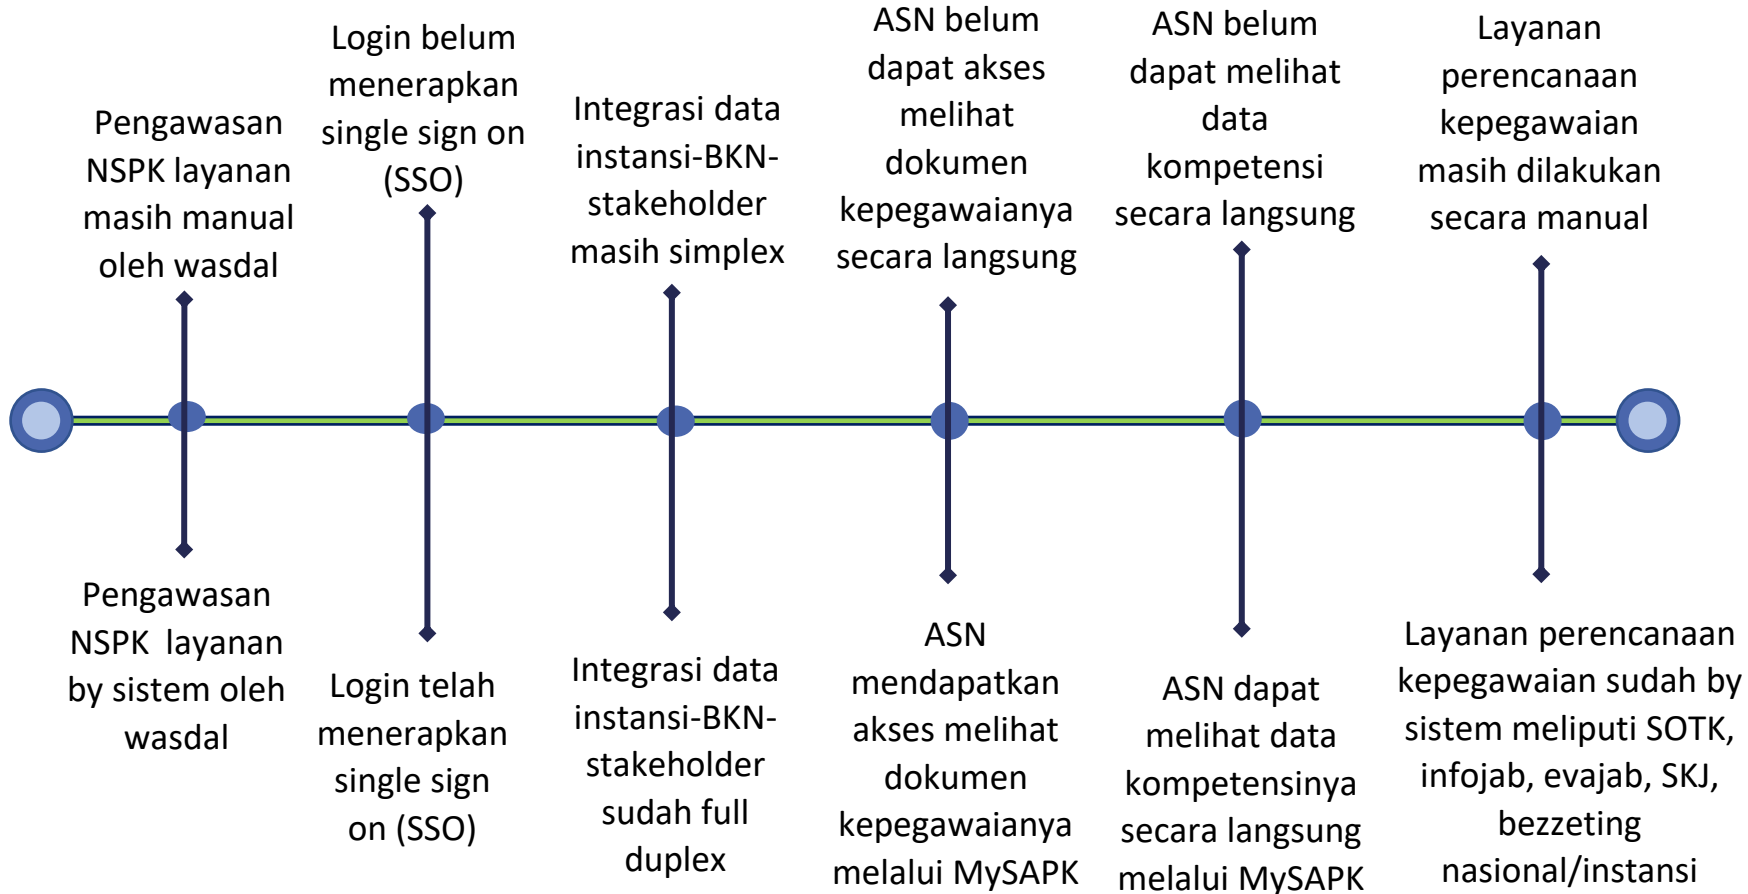 Pengawasan
NSPK layanan
masih manual
oleh wasdal
Login belum
menerapkan
single sign on
(SSO)
Integrasi data
instansi-BKN-
stakeholder
masih simplex
ASN belum
dapat akses
melihat
dokumen
kepegawaianya
secara langsung
ASN belum
dapat melihat
data
kompetensi
secara langsung
Layanan
perencanaan
kepegawaian
masih dilakukan
secara manual
Pengawasan
NSPK  layanan
by sistem oleh
wasdal
Login telah
menerapkan
single sign
on (SSO)
Integrasi data
instansi-BKN-
stakeholder
sudah full
duplex
ASN
mendapatkan
akses melihat
dokumen
kepegawaianya
melalui MySAPK
ASN dapat
melihat data
kompetensinya
secara langsung
melalui MySAPK
Layanan perencanaan
kepegawaian sudah by
sistem meliputi SOTK,
infojab, evajab, SKJ,
bezzeting
nasional/instansi